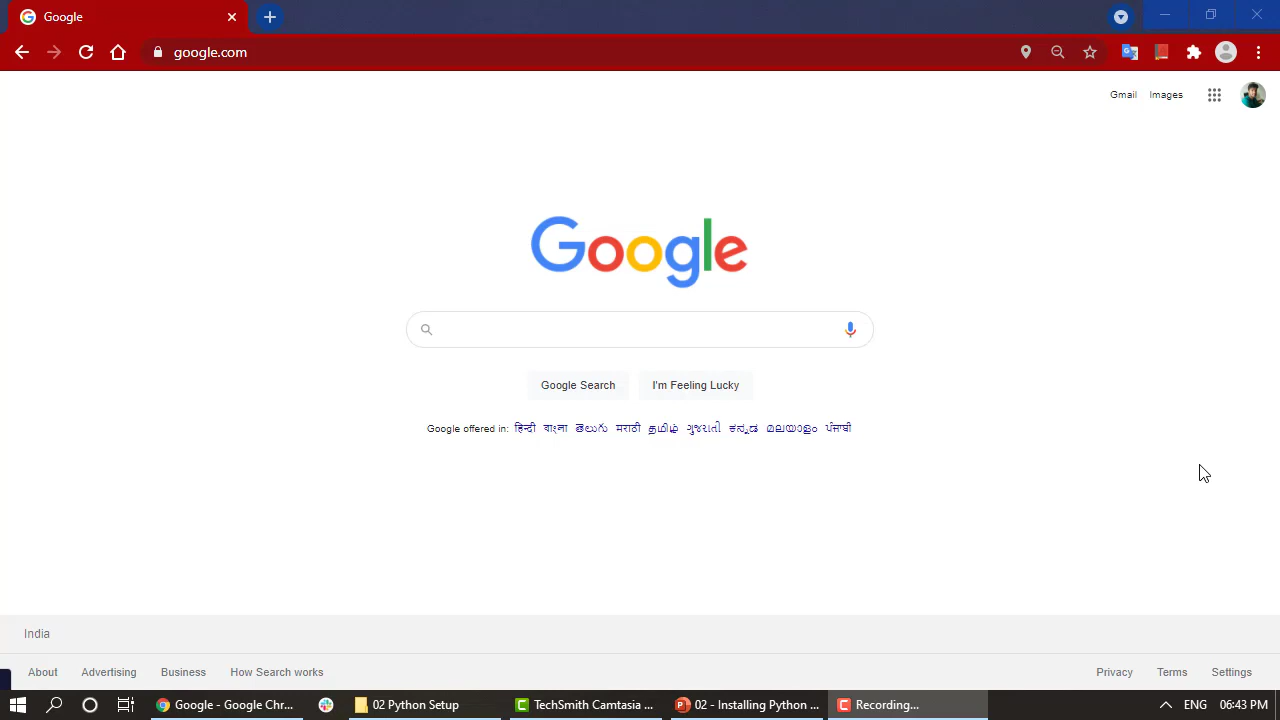 Google
google.com
Gmail Images
Google
Google Search I'm Feeling Lucky
Google offered in: हिन्दी বাংলা తెలుగు मराठी தமிழ் ગુજરાતી ಕನ್ನಡ മലയാളം ਪੰਜਾਬੀ
India
About Advertising Business How Search works Privacy Terms Settings
Google - Google Chr... 02 Python Setup TechSmith Camtasia ... 02 - Installing Python ... Recording... ENG 06:43 PM